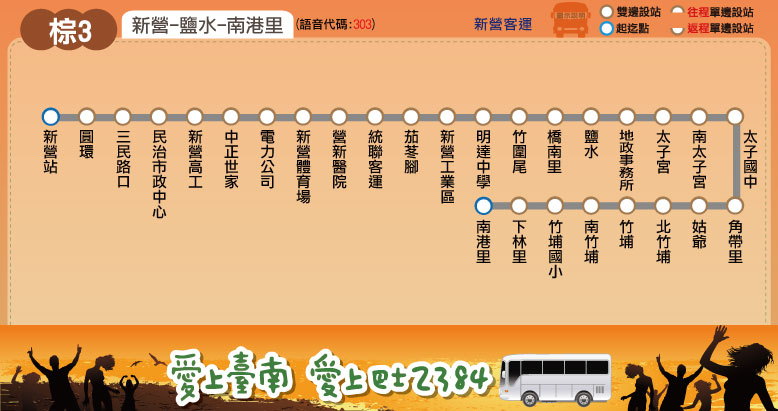 棕3
新營-鹽水-南港里
(語音代碼:303)
新營客運
雙邊設站
起迄點
往程單邊設站
返程單邊設站
新營站
圓環
三民路口
民治市政中心
新營高工
中正世家
電力公司
新營體育場
營新醫院
統聯客運
茄苳腳
新營工業區
明達中學
竹圍尾
橋南里
鹽水
地政事務所
太子宮
南太子宮
太子國中
角帶里
姑爺
北竹埔
竹埔
南竹埔
竹埔國小
下林里
南港里
愛上臺南 愛上巴士2384